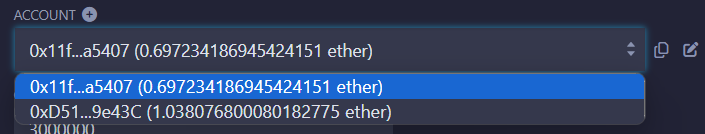 ACCOUNT
0x11f...a5407 (0.697234186945424151 ether)
0x11f...a5407 (0.697234186945424151 ether)
0xD51...9e43C (1.038076800080182775 ether)
3000000